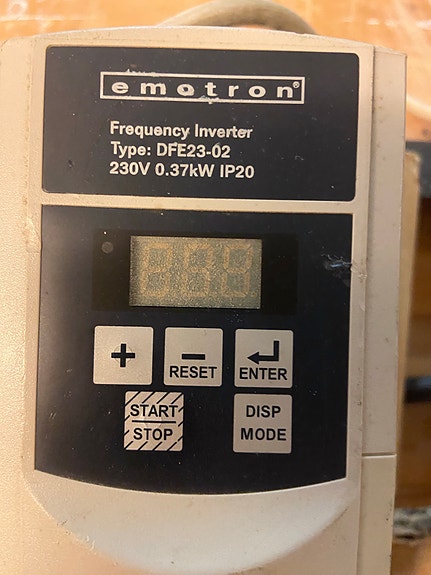 emotron®
Frequency Inverter
Type: DFE23-02
230V 0.37kW IP20
+
−
RESET
ENTER
START
STOP
DISP
MODE